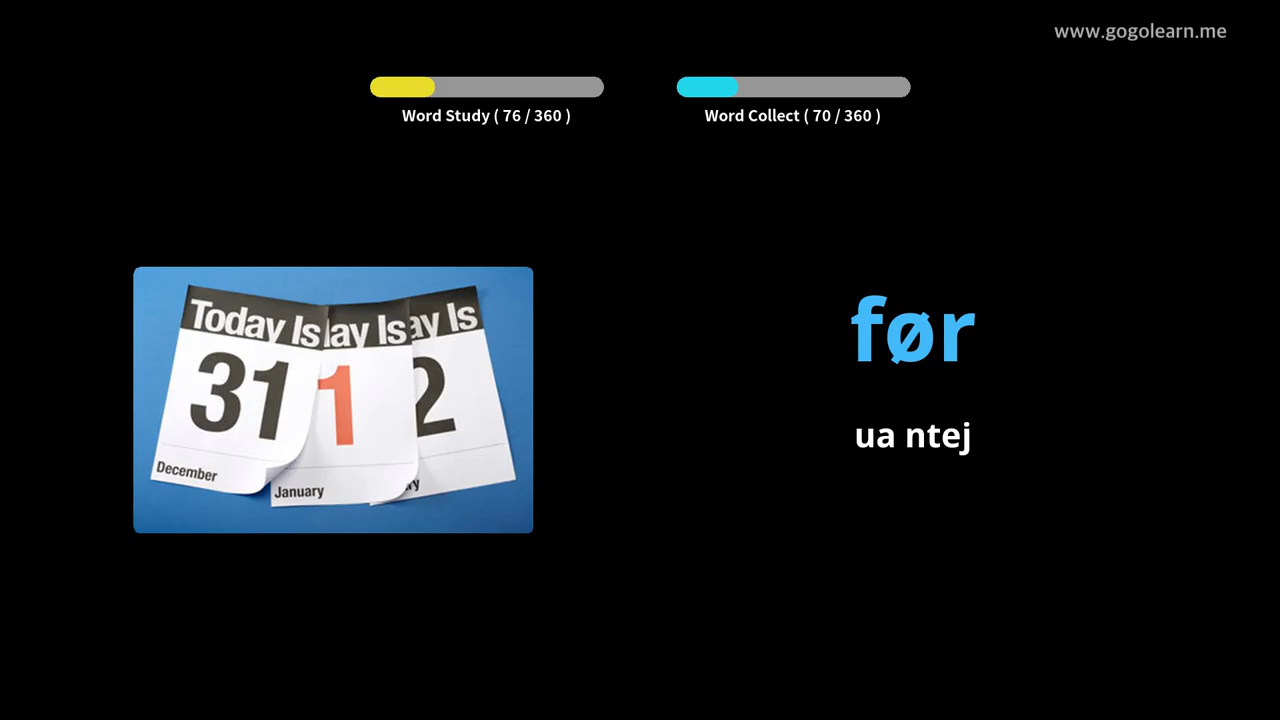 www.gogolearn.me
Word Study ( 76 / 360 )
Word Collect ( 70 / 360 )
Today Is
ay Is
ay Is
31
1
2
December
January
ry
før
ua ntej